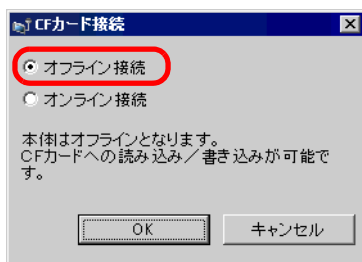 CFカード接続
オフライン接続
オンライン接続
本体はオフラインとなります。
CFカードへの読み込み／書き込みが可能で
す。
OK
キャンセル